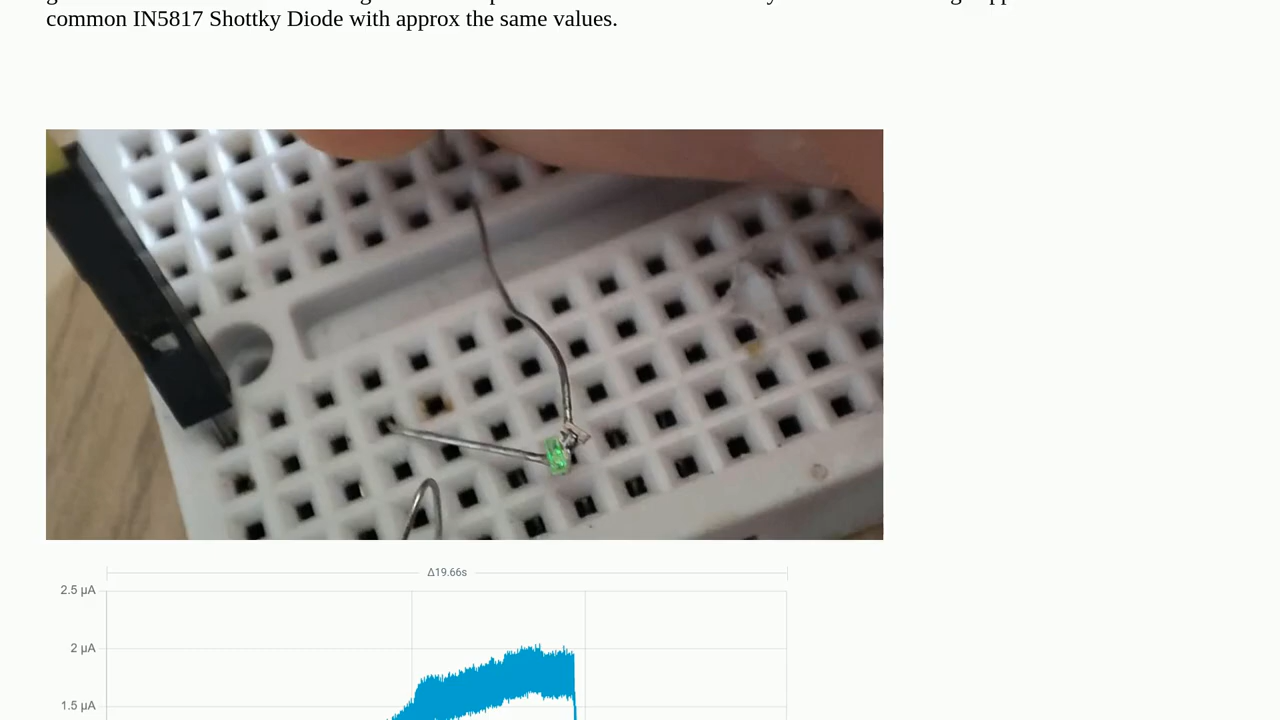 common IN5817 Shottky Diode with approx the same values.
Δ19.66s
2.5 µA
2 µA
1.5 µA